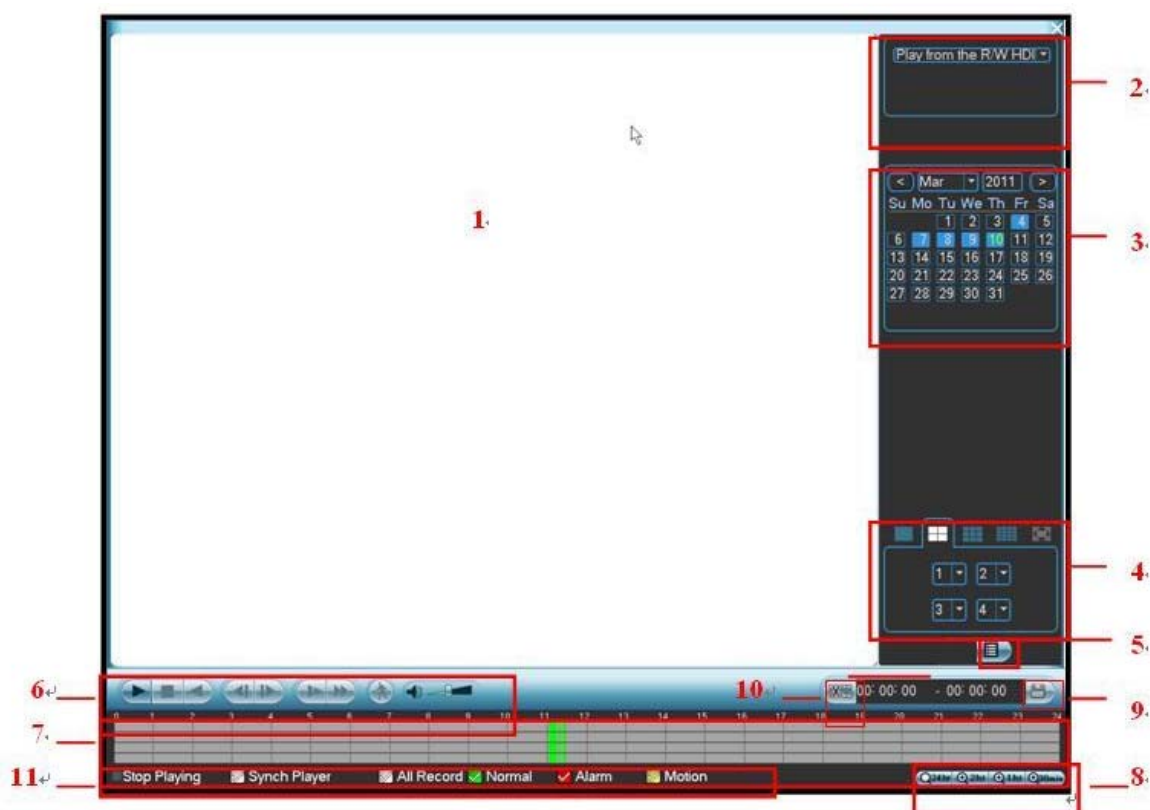 Play from the R/W HDD
2
< Mar 2011 >
Su Mo Tu We Th Fr Sa
1 2 3 4 5
6 7 8 9 10 11 12
13 14 15 16 17 18 19
20 21 22 23 24 25 26
27 28 29 30 31
3
1
1 2
3 4
4
5
6
10
00: 00: 00 - 00: 00: 00
9
0 1 2 3 4 5 6 7 8 9 10 11 12 13 14 15 16 17 18 19 20 21 22 23 24
7
11
Stop Playing Synch Player All Record Normal Alarm Motion
24hr 2hr 1hr 30min
8